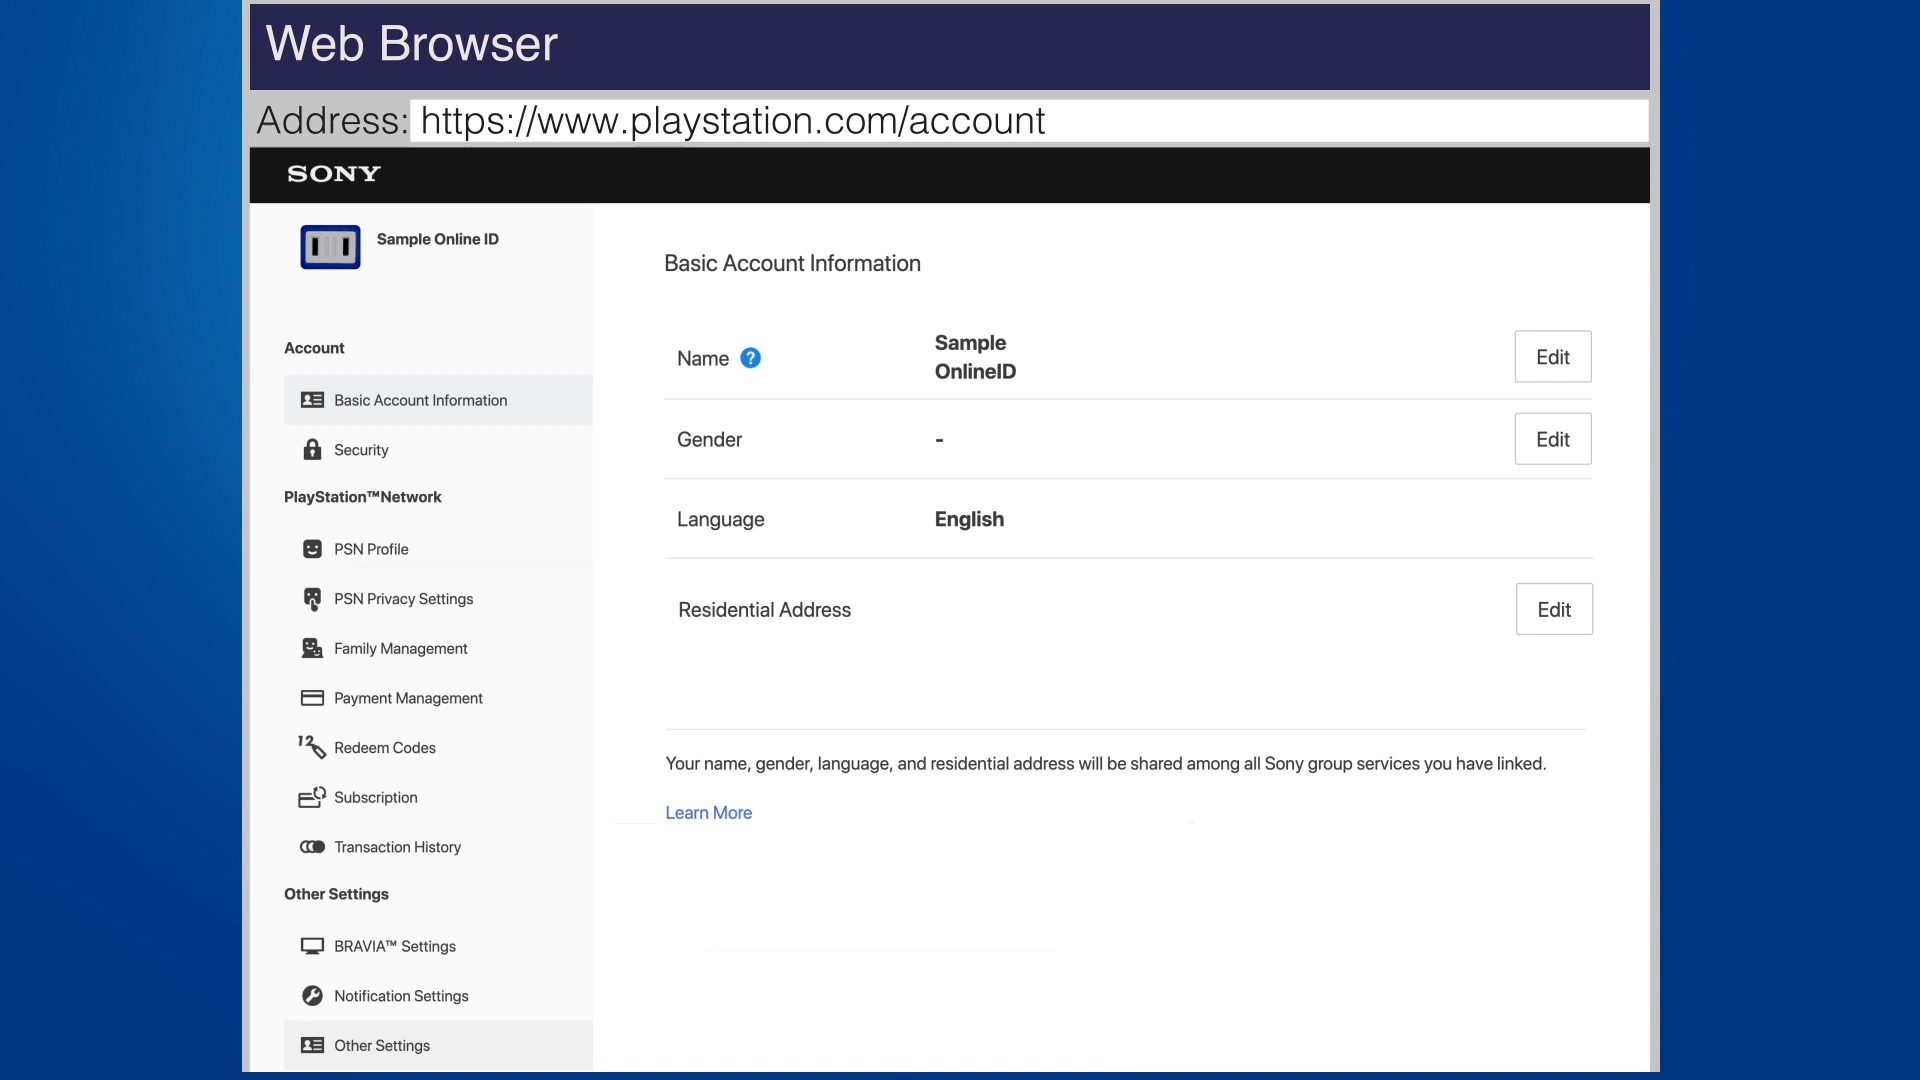 Web Browser
Address: https://www.playstation.com/account
SONY
Sample Online ID
Account
Basic Account Information
Security
PlayStation™Network
PSN Profile
PSN Privacy Settings
Family Management
Payment Management
12 Redeem Codes
Subscription
Transaction History
Other Settings
BRAVIA™ Settings
Notification Settings
Other Settings
Basic Account Information
Name ? Sample
OnlineID
Edit
Gender - Edit
Language English
Residential Address Edit
Your name, gender, language, and residential address will be shared among all Sony group services you have linked.
Learn More